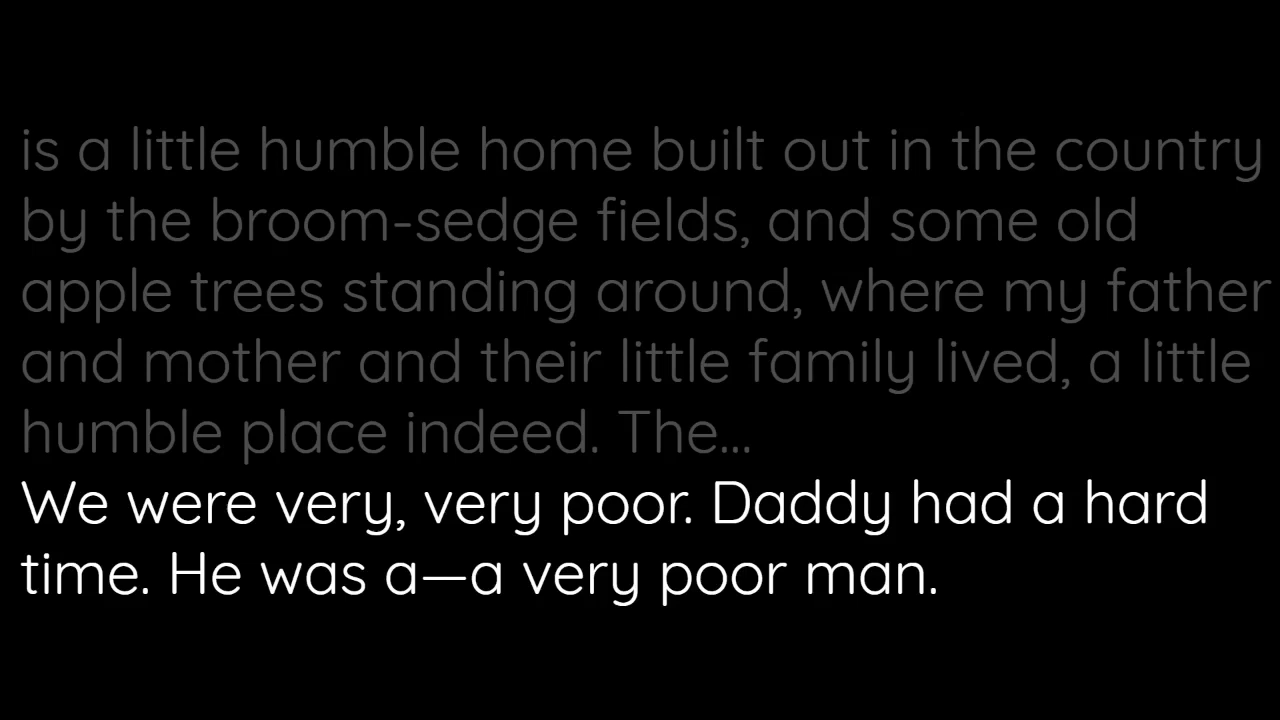 is a little humble home built out in the country
by the broom-sedge fields, and some old
apple trees standing around, where my father
and mother and their little family lived, a little
humble place indeed. The...
We were very, very poor. Daddy had a hard
time. He was a—a very poor man.